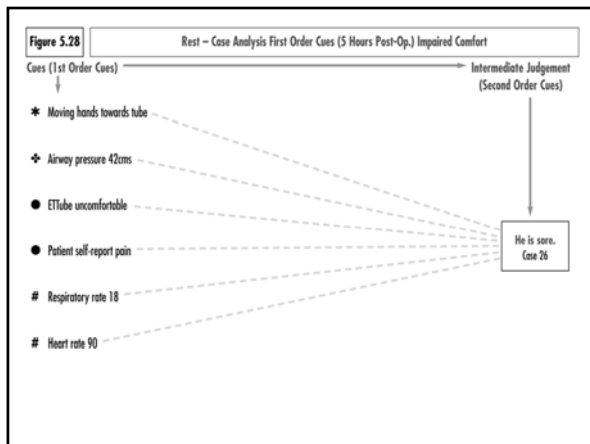 Figure 5.28
Rest – Case Analysis First Order Cues (5 Hours Post-Op.) Impaired Comfort
Cues (1st Order Cues)
Intermediate Judgement
(Second Order Cues)
* Moving hands towards tube
✤ Airway pressure 42cms
● ETTube uncomfortable
● Patient self-report pain
# Respiratory rate 18
# Heart rate 90
He is sore.
Case 26